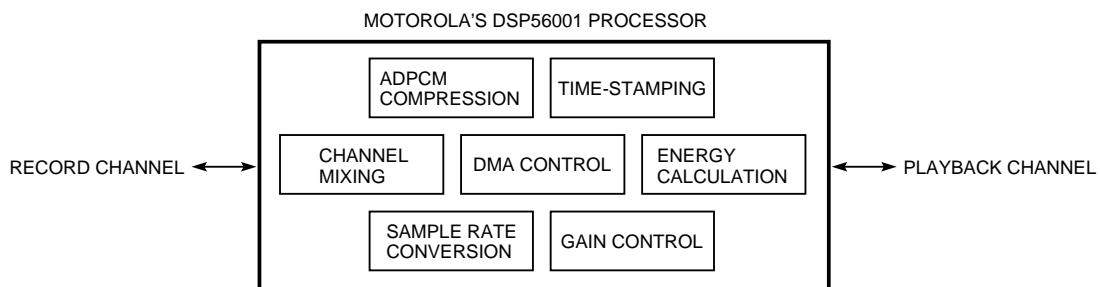 MOTOROLA'S DSP56001 PROCESSOR
ADPCM
COMPRESSION
TIME-STAMPING
RECORD CHANNEL
CHANNEL
MIXING
DMA CONTROL
ENERGY
CALCULATION
PLAYBACK CHANNEL
SAMPLE RATE
CONVERSION
GAIN CONTROL